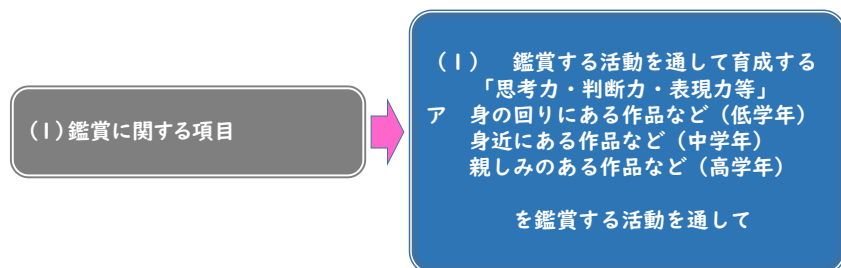 (1)鑑賞に関する項目
(1)　鑑賞する活動を通して育成する
「思考力・判断力・表現力等」
ア　身の回りにある作品など（低学年）
身近にある作品など（中学年）
親しみのある作品など（高学年）
を鑑賞する活動を通して